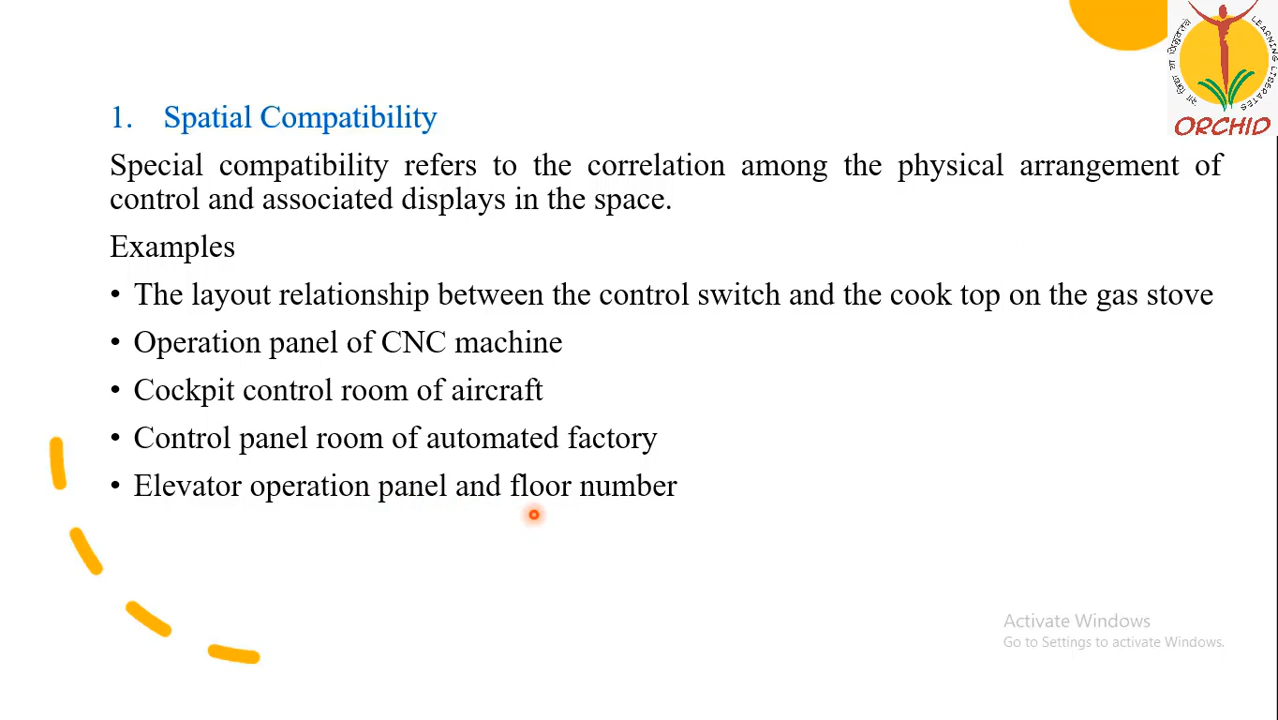 1. Spatial Compatibility
Special compatibility refers to the correlation among the physical arrangement of
control and associated displays in the space.
Examples
• The layout relationship between the control switch and the cook top on the gas stove
• Operation panel of CNC machine
• Cockpit control room of aircraft
• Control panel room of automated factory
• Elevator operation panel and floor number
LEARNING LIBERATES
ORCHID
Activate Windows
Go to Settings to activate Windows.